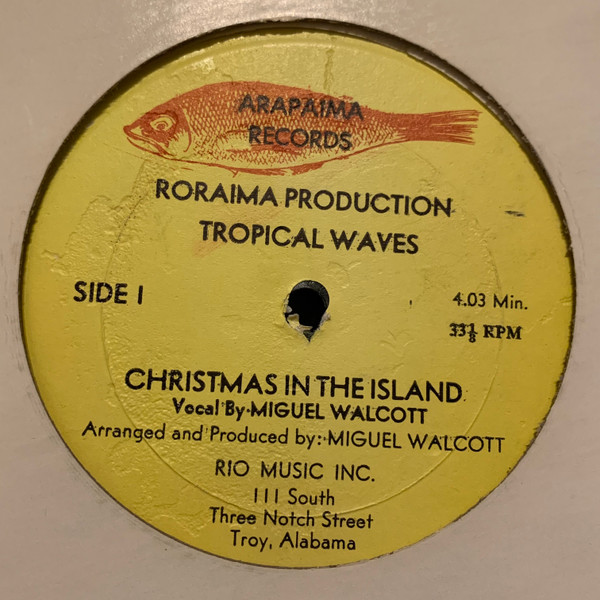 ARAPAIMA
RECORDS
RORAIMA PRODUCTION
TROPICAL WAVES
SIDE I
4.03 Min.
33⅓ RPM
CHRISTMAS IN THE ISLAND
Vocal By: MIGUEL WALCOTT
Arranged and Produced by: MIGUEL WALCOTT
RIO MUSIC INC.
111 South
Three Notch Street
Troy, Alabama